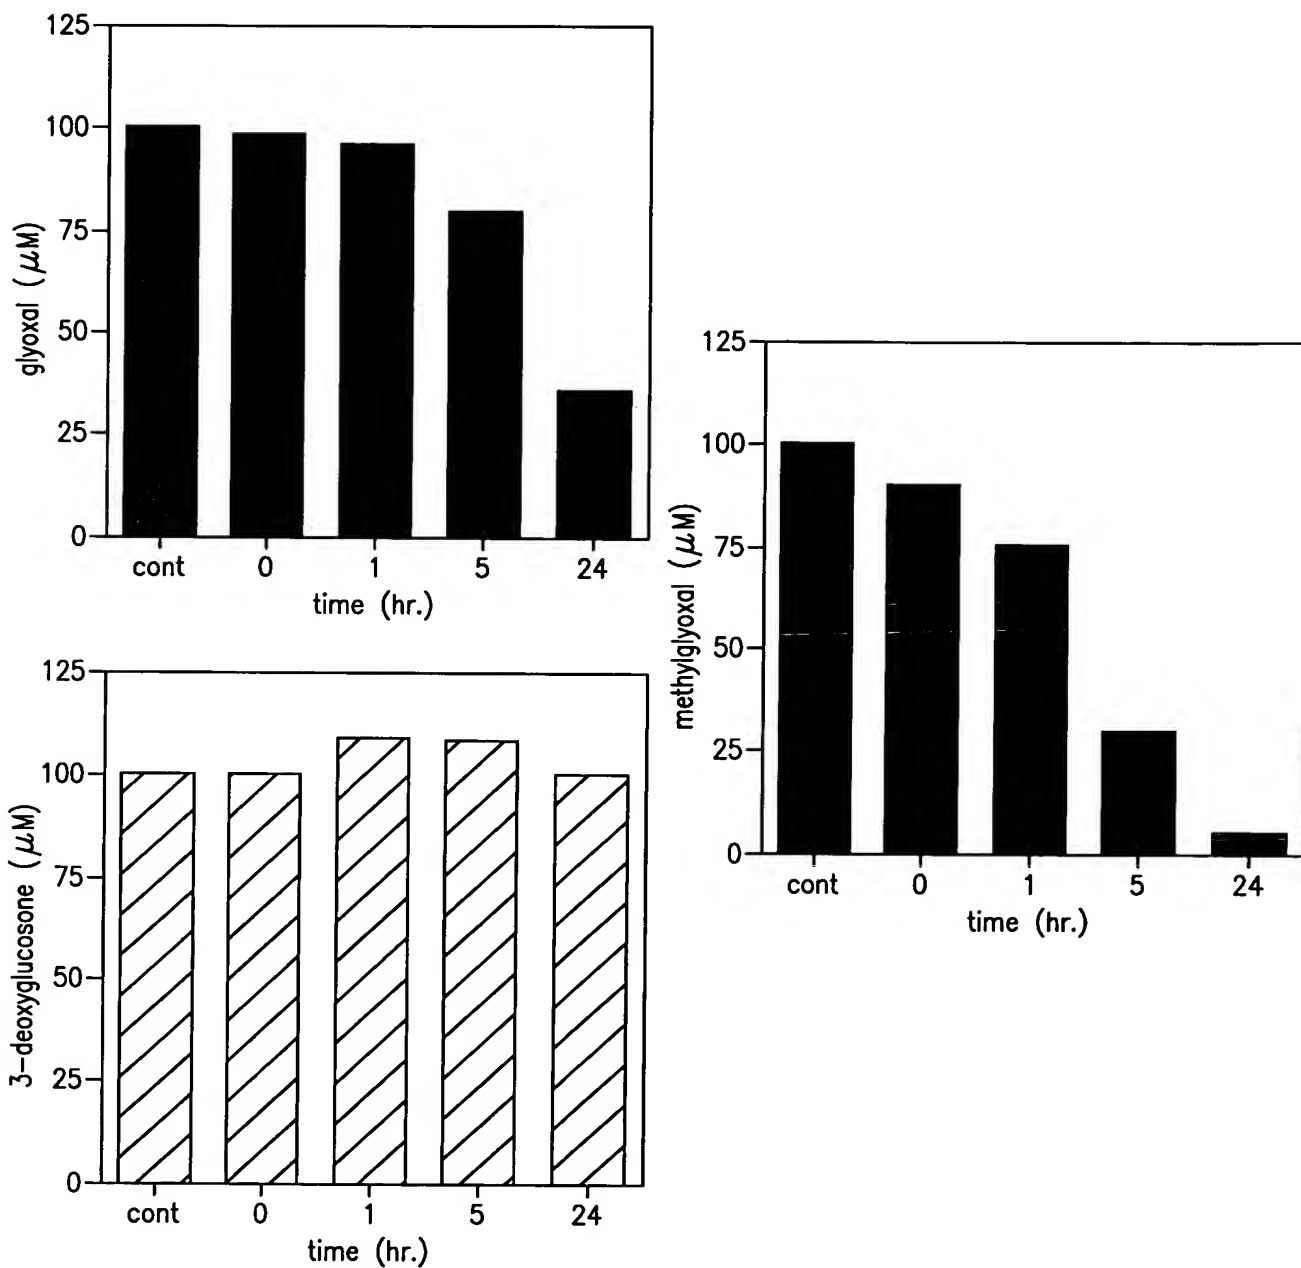 glyoxal (μM)
125
100
75
50
25
0
cont 0 1 5 24
time (hr.)
methylglyoxal (μM)
125
100
75
50
25
0
cont 0 1 5 24
time (hr.)
3-deoxyglucosone (μM)
125
100
75
50
25
0
cont 0 1 5 24
time (hr.)